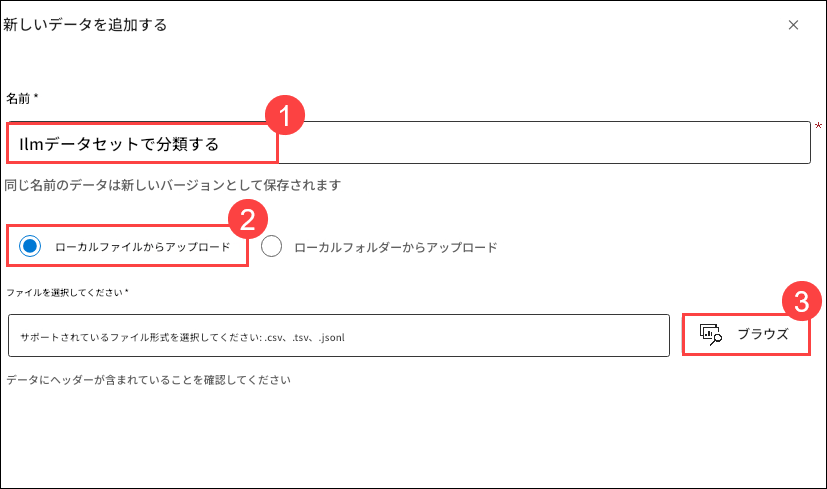 新しいデータを追加する
名前 *
1
Ilmデータセットで分類する
*
同じ名前のデータは新しいバージョンとして保存されます
2
ローカルファイルからアップロード
ローカルフォルダーからアップロード
ファイルを選択してください *
3
サポートされているファイル形式を選択してください: .csv、.tsv、.jsonl
ブラウズ
データにヘッダーが含まれていることを確認してください